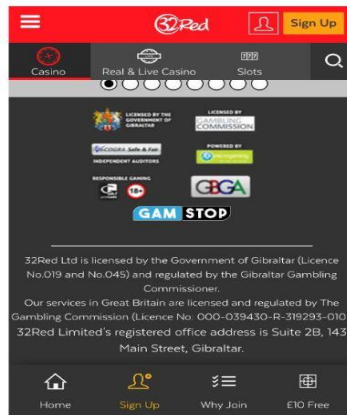 32Red
Sign Up
Casino
Real & Live Casino
Slots
LICENSED BY THE
GOVERNMENT OF
GIBRALTAR
LICENSED BY
GAMBLING
COMMISSION
eCOGRA Safe & Fair
INDEPENDENT AUDITORS
POWERED BY
RESPONSIBLE GAMING
18+
GBGA
GAMSTOP
32Red Ltd is licensed by the Government of Gibraltar (Licence
No.019 and No.045) and regulated by the Gibraltar Gambling
Commissioner.
Our services in Great Britain are licensed and regulated by The
Gambling Commission (Licence No: 000-039430-R-319293-010
32Red Limited's registered office address is Suite 2B, 143
Main Street, Gibraltar.
Home
Sign Up
Why Join
£10 Free